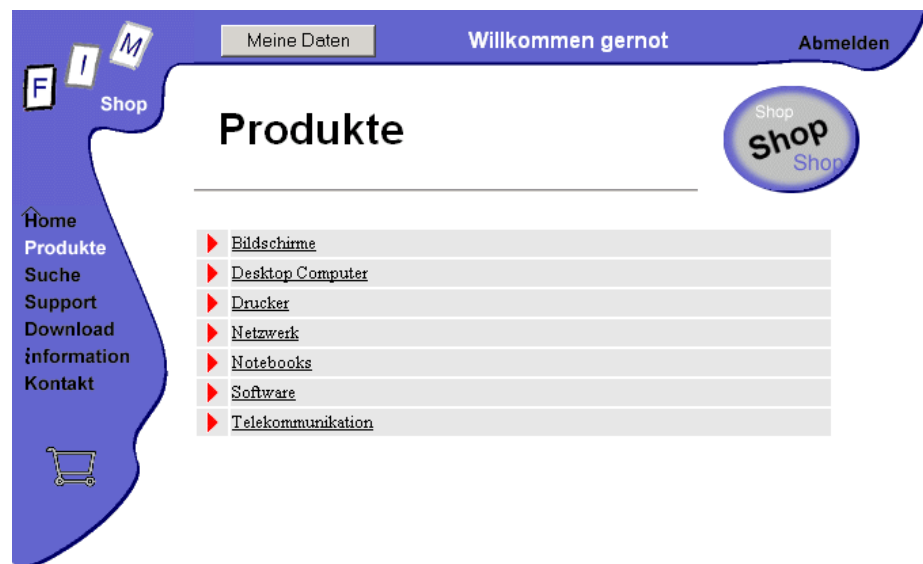 F I M
Shop
Meine Daten
Willkommen gernot
Abmelden
Produkte
Shop
Shop
Shop
Home
Produkte
Suche
Support
Download
information
Kontakt
Bildschirme
Desktop Computer
Drucker
Netzwerk
Notebooks
Software
Telekommunikation